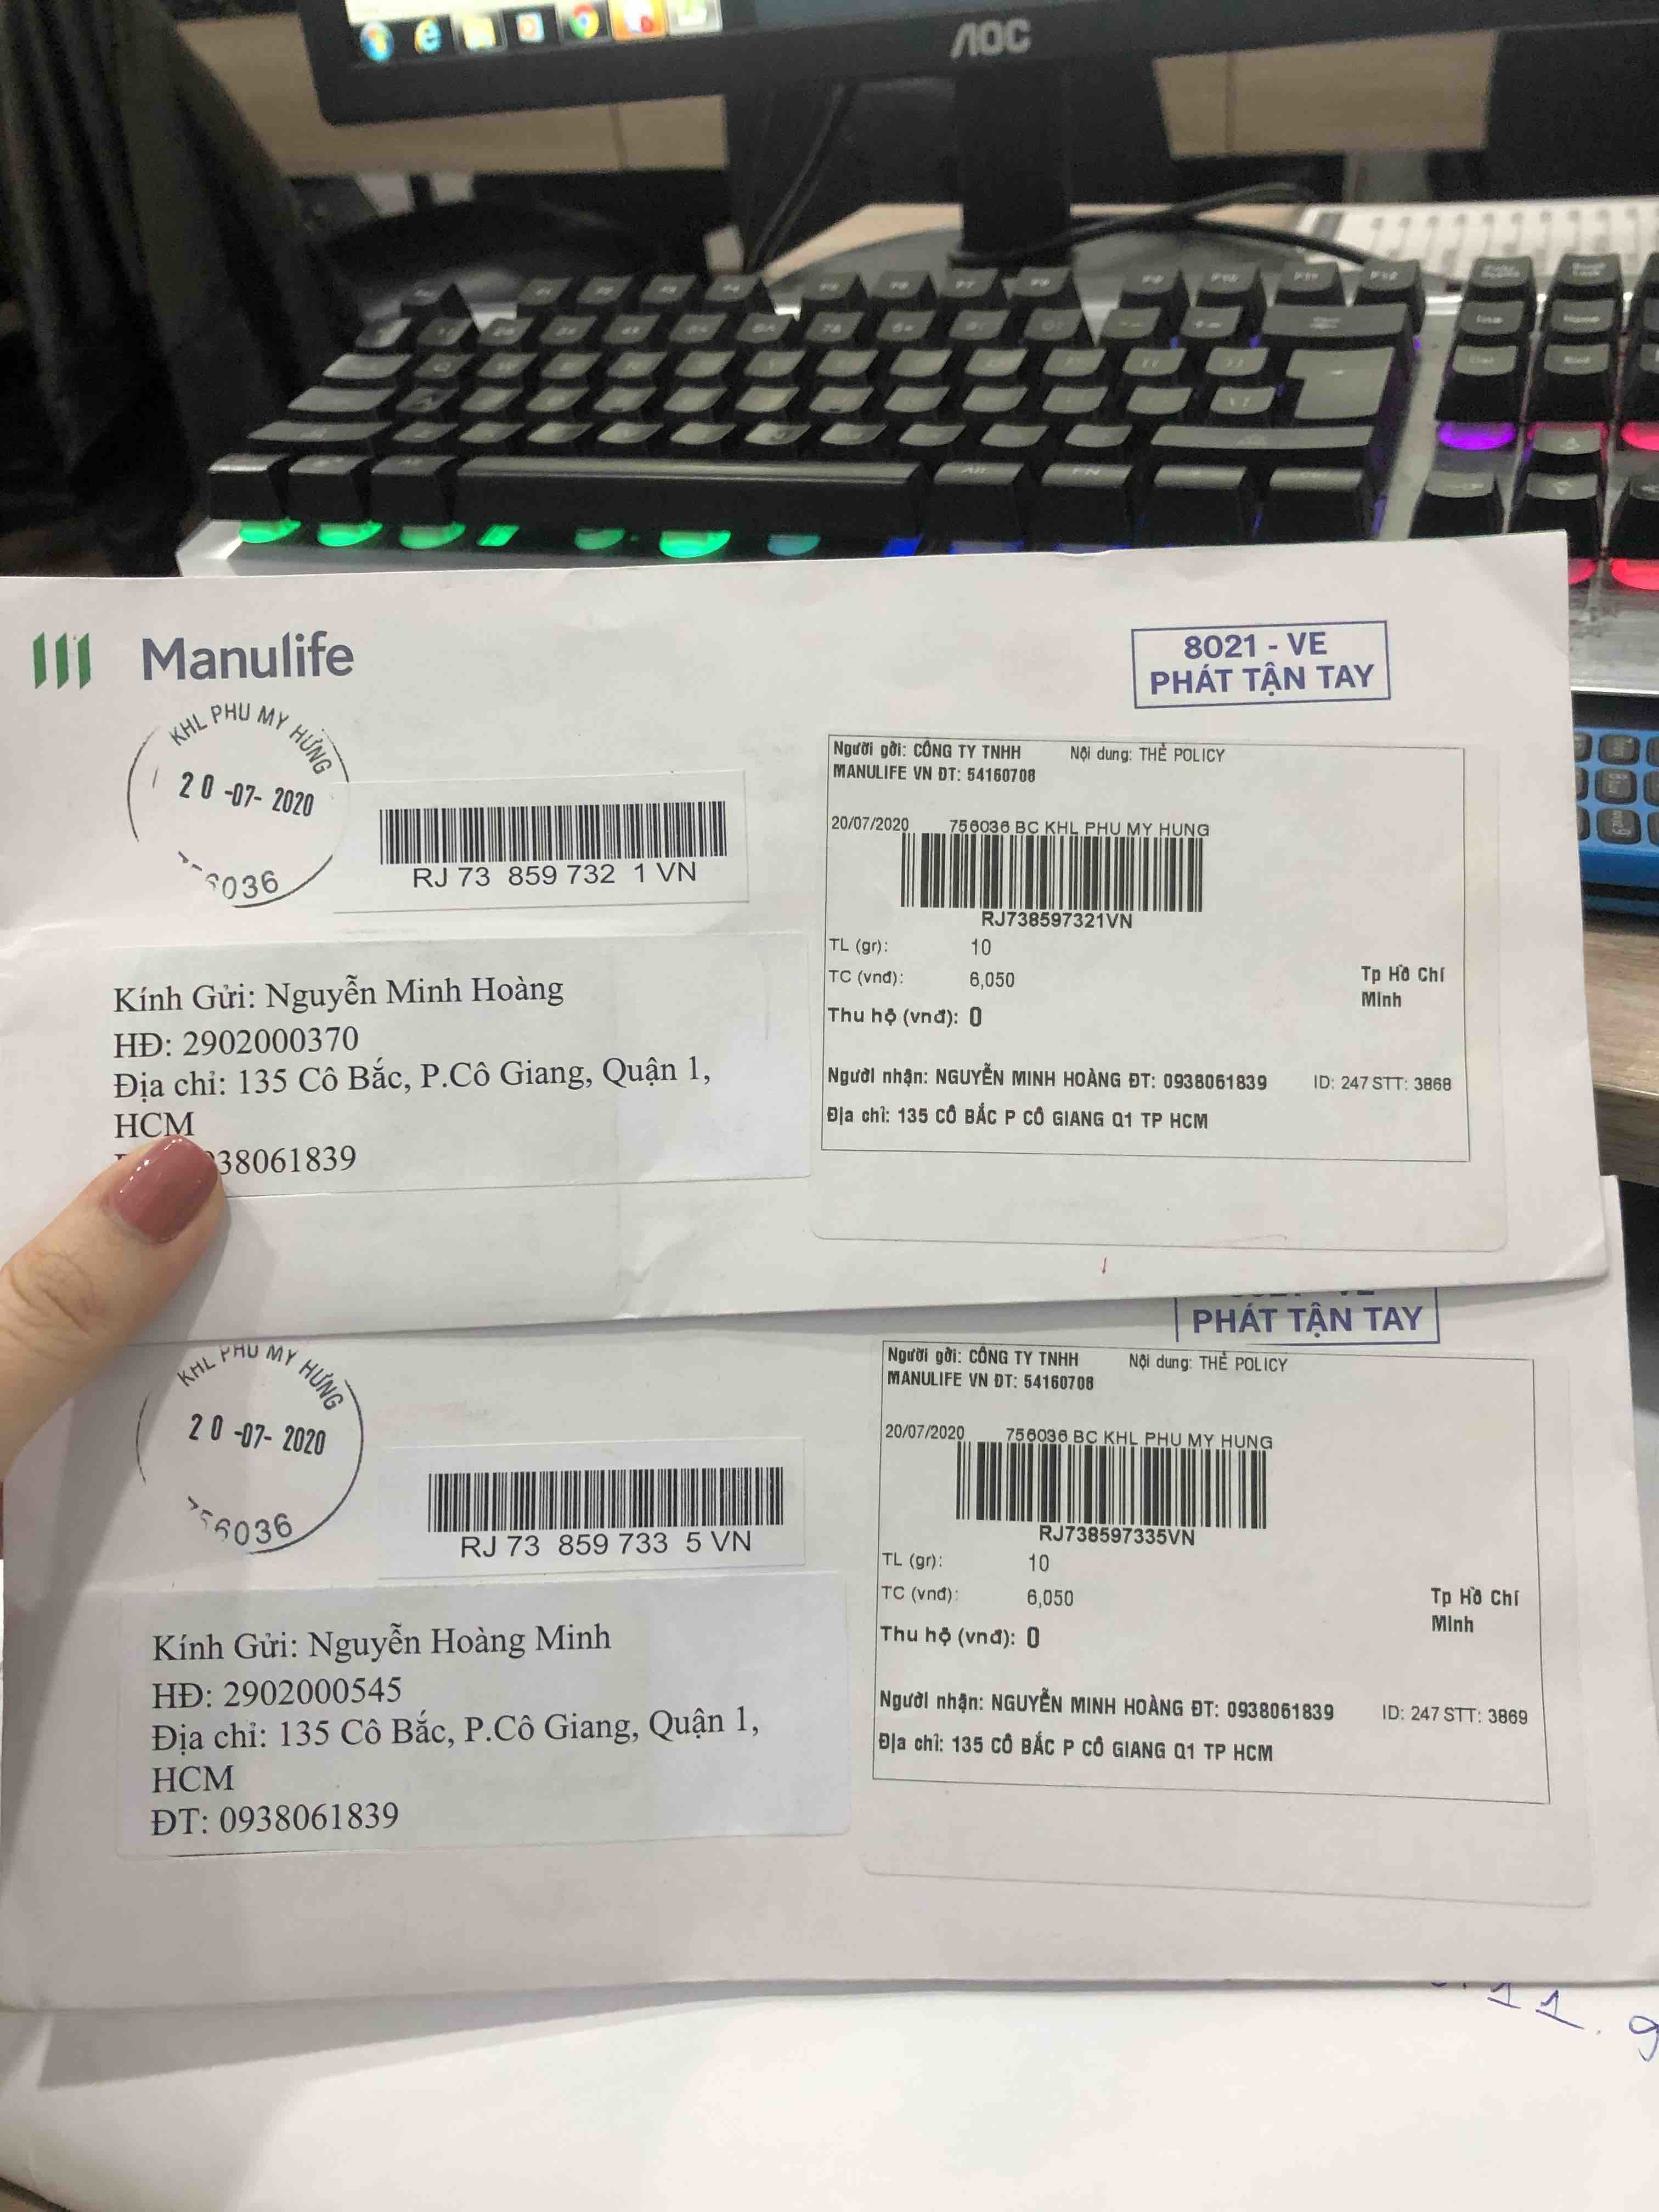 AOC
Manulife
8021 - VE
PHÁT TẬN TAY
KHL PHU MY HƯNG
20 -07- 2020
6036
RJ 73 859 732 1 VN
Người gởi: CÔNG TY TNHH Nội dung: THẺ POLICY
MANULIFE VN ĐT: 54160708
20/07/2020 756036 BC KHL PHU MY HUNG
RJ738597321VN
TL (gr): 10
TC (vnđ): 6,050
Tp Hồ Chí
Minh
Thu hộ (vnđ): 0
Người nhận: NGUYỄN MINH HOÀNG ĐT: 0938061839 ID: 247 STT: 3868
Địa chỉ: 135 CÔ BẮC P CÔ GIANG Q1 TP HCM
Kính Gửi: Nguyễn Minh Hoàng
HĐ: 2902000370
Địa chỉ: 135 Cô Bắc, P.Cô Giang, Quận 1,
HCM
38061839
PHÁT TẬN TAY
KHL PHU MY HƯNG
20 -07- 2020
56036
RJ 73 859 733 5 VN
Người gởi: CÔNG TY TNHH Nội dung: THẺ POLICY
MANULIFE VN ĐT: 54160708
20/07/2020 756036 BC KHL PHU MY HUNG
RJ738597335VN
TL (gr): 10
TC (vnđ): 6,050
Tp Hồ Chí
Minh
Thu hộ (vnđ): 0
Người nhận: NGUYỄN MINH HOÀNG ĐT: 0938061839 ID: 247 STT: 3869
Địa chỉ: 135 CÔ BẮC P CÔ GIANG Q1 TP HCM
Kính Gửi: Nguyễn Hoàng Minh
HĐ: 2902000545
Địa chỉ: 135 Cô Bắc, P.Cô Giang, Quận 1,
HCM
ĐT: 0938061839